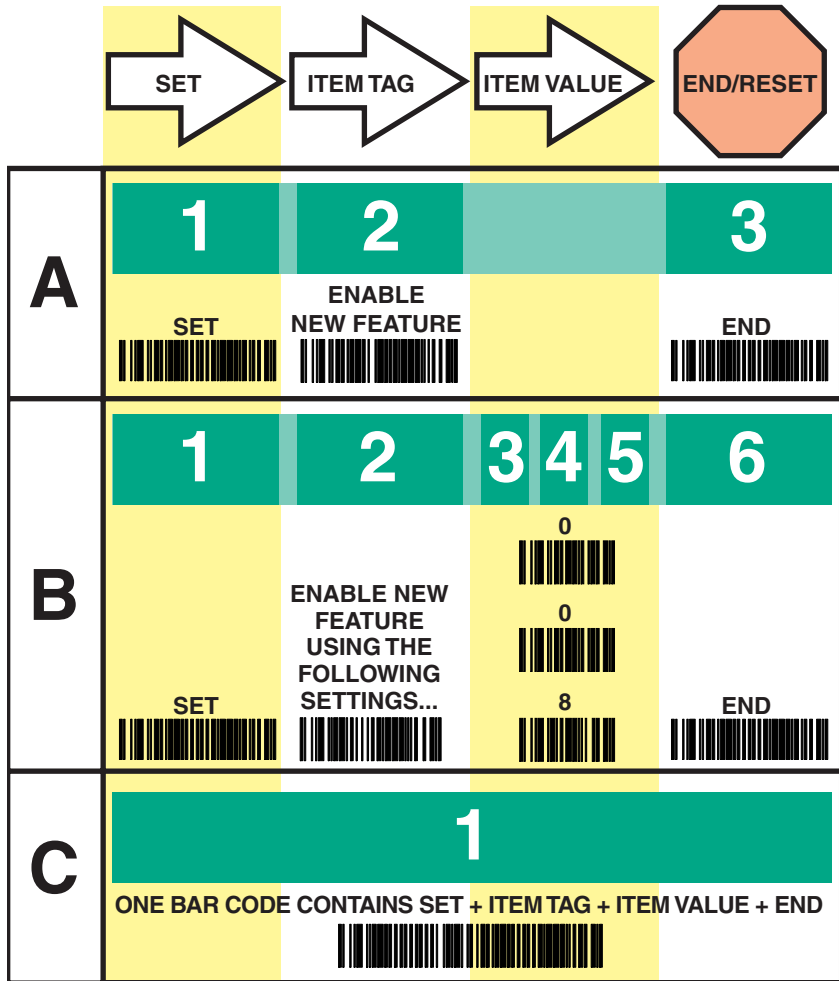 SET
ITEM TAG
ITEM VALUE
END/RESET
A
1
2
3
SET
ENABLE
NEW FEATURE
END
B
1
2
3
4
5
6
SET
ENABLE NEW
FEATURE
USING THE
FOLLOWING
SETTINGS...
0
0
8
END
C
1
ONE BAR CODE CONTAINS SET + ITEM TAG + ITEM VALUE + END